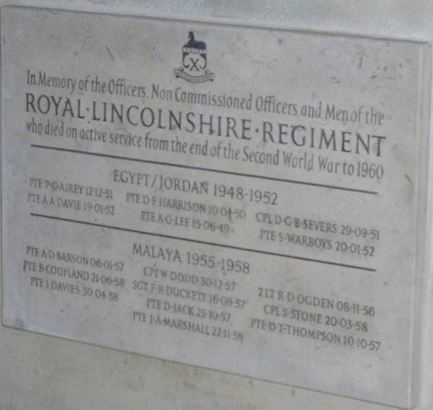 X
In Memory of the Officers, Non Commissioned Officers and Men of the
ROYAL·LINCOLNSHIRE·REGIMENT
who died on active service from the end of the Second World War to 1960
EGYPT/JORDAN 1948-1952
PTE P·G·AIREY 12·12·51 PTE D·F·HARRISON 10·04·50 CPL D·G·B·SEVERS 29·09·51
PTE A·A·DAVIE 19·01·52 PTE A·G·LEE 15·06·49 PTE S·WARBOYS 20·01·52
MALAYA 1955-1958
PTE A·D·BARSON 06·01·57 CPL W·DODD 30·12·57 2LT R·D·OGDEN 08·11·56
PTE B·COUPLAND 21·06·58 SGT F·R·DUCKETT 16·09·57 CPL S·STONE 20·03·58
PTE J·DAVIES 30·04·58 PTE D·JACK 25·10·57 PTE D·T·THOMPSON 10·10·57
PTE J·A·MARSHALL 22·11·58